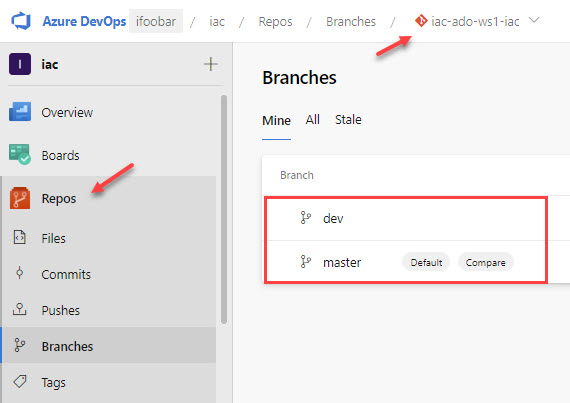 Azure DevOps ifoobar / iac / Repos / Branches / iac-ado-ws1-iac
I iac +
Overview
Boards
Repos
Files
Commits
Pushes
Branches
Tags
Branches
Mine All Stale
Branch
dev
master Default Compare